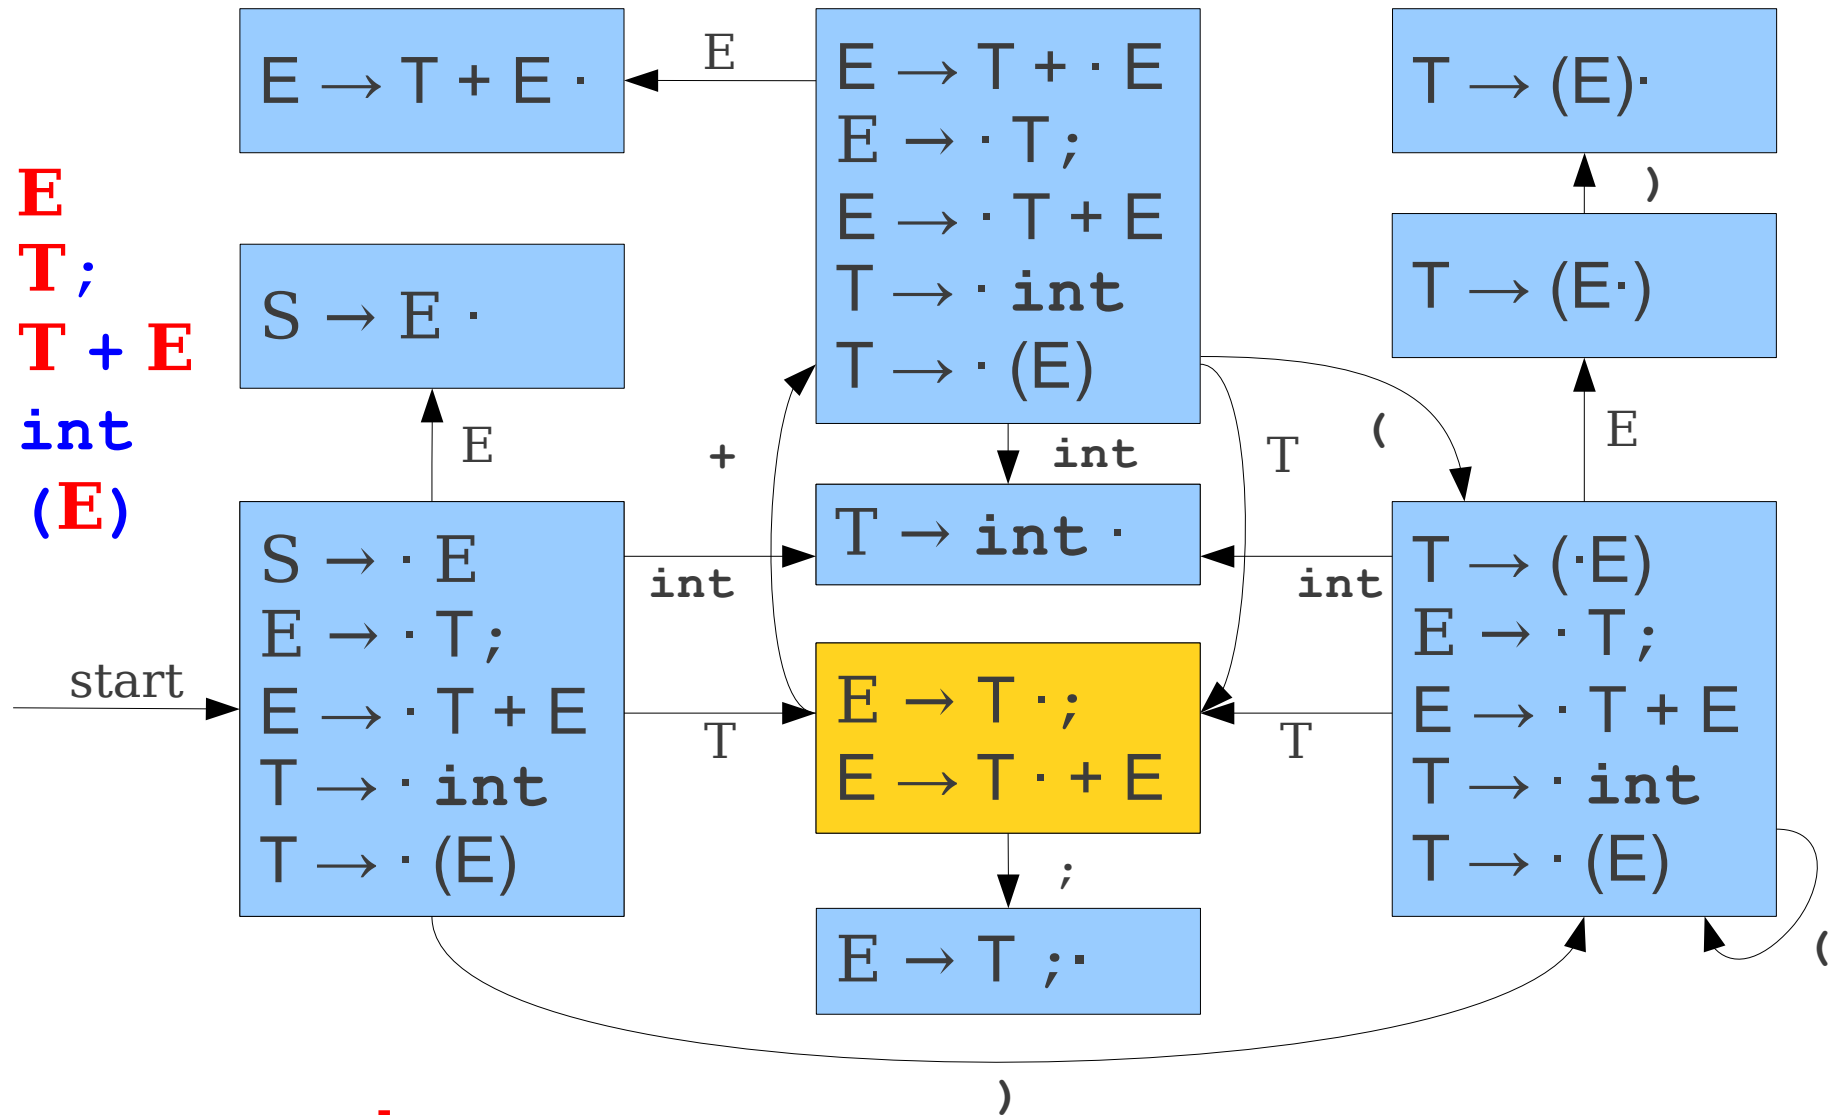 E
T ;
T + E
int
(E)
start
E → T + E ·
E
S → E ·
E
S → · E
E → · T ;
E → · T + E
T → · int
T → · (E)
int
T
+
E → T + · E
E → · T ;
E → · T + E
T → · int
T → · (E)
int
T
(
T → int ·
E → T · ;
E → T · + E
;
E → T ; ·
T → (E)·
)
T → (E·)
E
int
T
T → (·E)
E → · T ;
E → · T + E
T → · int
T → · (E)
(
)